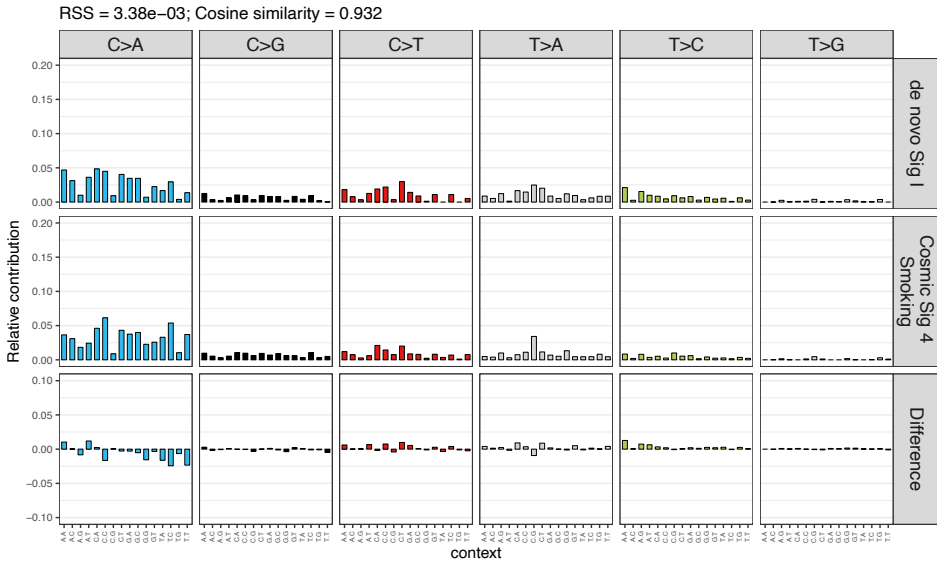 RSS = 3.38e−03; Cosine similarity = 0.932
C>A C>G C>T T>A T>C T>G
0.20
0.15
0.10
0.05
0.00
de novo Sig I
0.20
0.15
0.10
0.05
0.00
Cosmic Sig 4
Smoking
Relative contribution
0.10
0.05
0.00
−0.05
−0.10
Difference
A.A A.C A.G A.T C.A C.C C.G C.T G.A G.C G.G G.T T.A T.C T.G T.T A.A A.C A.G A.T C.A C.C C.G C.T G.A G.C G.G G.T T.A T.C T.G T.T A.A A.C A.G A.T C.A C.C C.G C.T G.A G.C G.G G.T T.A T.C T.G T.T A.A A.C A.G A.T C.A C.C C.G C.T G.A G.C G.G G.T T.A T.C T.G T.T A.A A.C A.G A.T C.A C.C C.G C.T G.A G.C G.G G.T T.A T.C T.G T.T A.A A.C A.G A.T C.A C.C C.G C.T G.A G.C G.G G.T T.A T.C T.G T.T
context